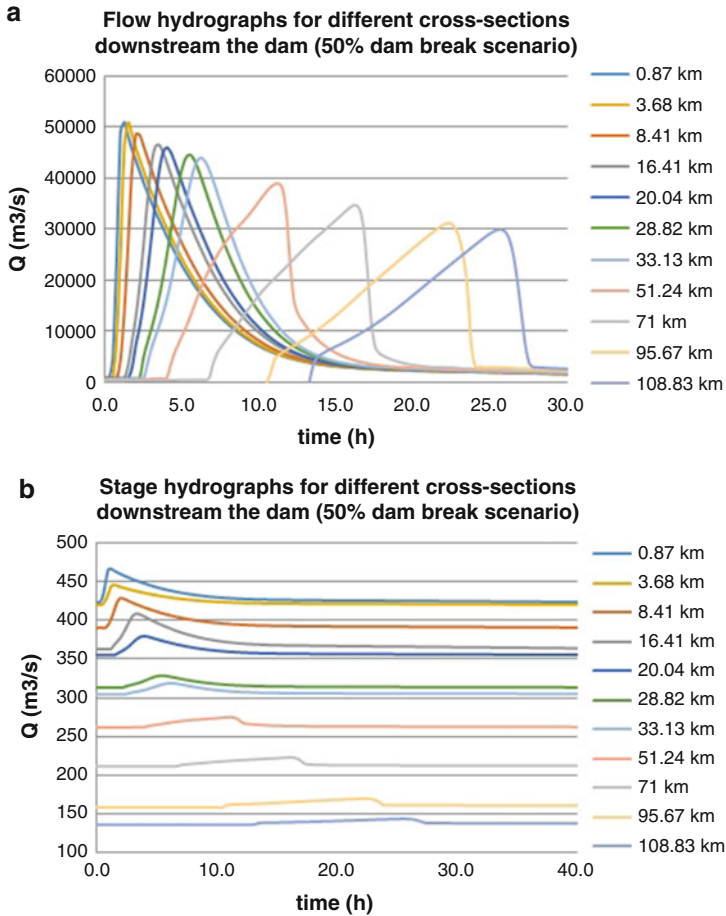 a
Flow hydrographs for different cross-sections
downstream the dam (50% dam break scenario)
60000
50000
40000
30000
20000
10000
0
Q (m3/s)
0.0 5.0 10.0 15.0 20.0 25.0 30.0
time (h)
0.87 km
3.68 km
8.41 km
16.41 km
20.04 km
28.82 km
33.13 km
51.24 km
71 km
95.67 km
108.83 km
b
Stage hydrographs for different cross-sections
downstream the dam (50% dam break scenario)
500
450
400
350
300
250
200
150
100
Q (m3/s)
0.0 10.0 20.0 30.0 40.0
time (h)
0.87 km
3.68 km
8.41 km
16.41 km
20.04 km
28.82 km
33.13 km
51.24 km
71 km
95.67 km
108.83 km